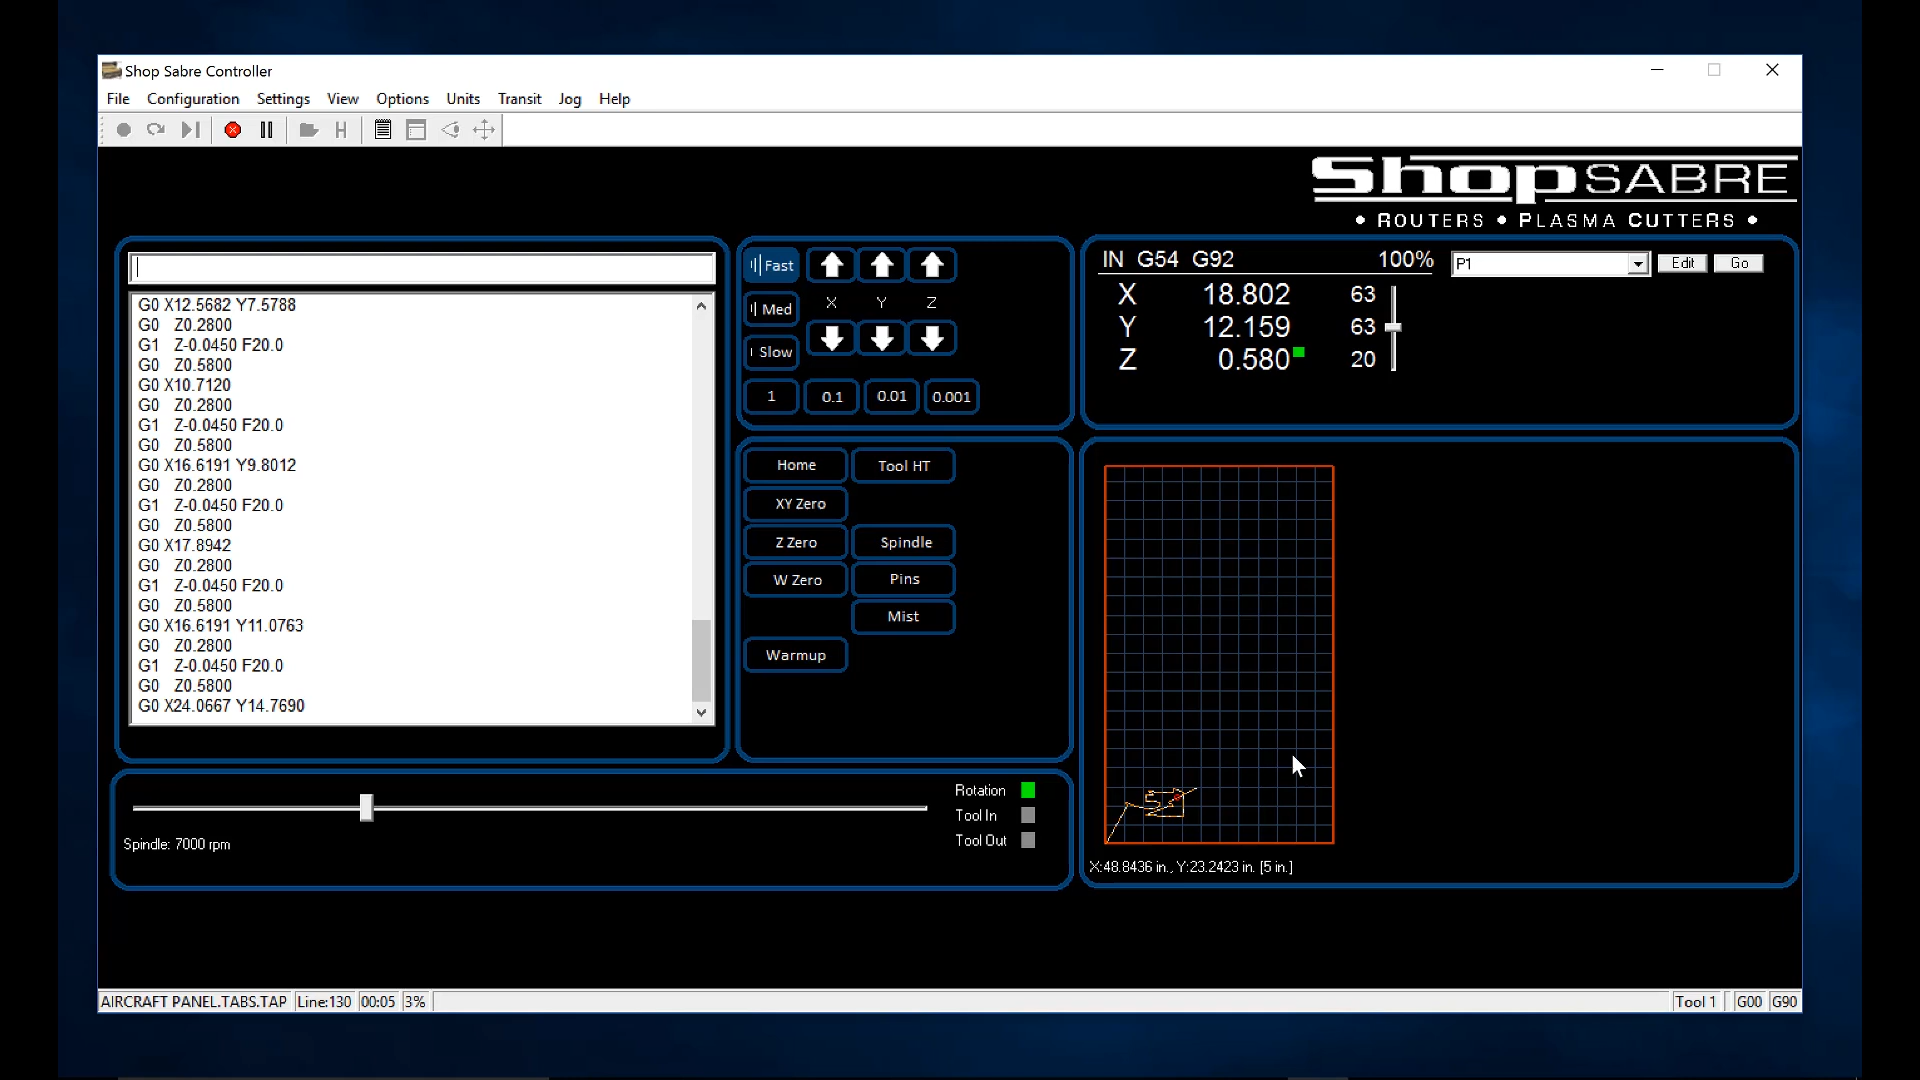 Shop Sabre Controller
File Configuration Settings View Options Units Transit Jog Help
H
ShopSABRE
• ROUTERS • PLASMA CUTTERS •
G0 X12.5682 Y7.5788
G0 Z0.2800
G1 Z-0.0450 F20.0
G0 Z0.5800
G0 X10.7120
G0 Z0.2800
G1 Z-0.0450 F20.0
G0 Z0.5800
G0 X16.6191 Y9.8012
G0 Z0.2800
G1 Z-0.0450 F20.0
G0 Z0.5800
G0 X17.8942
G0 Z0.2800
G1 Z-0.0450 F20.0
G0 Z0.5800
G0 X16.6191 Y11.0763
G0 Z0.2800
G1 Z-0.0450 F20.0
G0 Z0.5800
G0 X24.0667 Y14.7690
Fast
X Y Z
Med
Slow
1 0.1 0.01 0.001
IN G54 G92 100% P1 Edit Go
X 18.802 63
Y 12.159 63
Z 0.580 20
Home Tool HT
XY Zero
Z Zero Spindle
W Zero Pins
Mist
Warmup
Spindle: 7000 rpm
Rotation
Tool In
Tool Out
X:48.8436 in., Y:23.2423 in. [5 in.]
AIRCRAFT PANEL.TABS.TAP Line:130 00:05 3% Tool 1 G00 G90